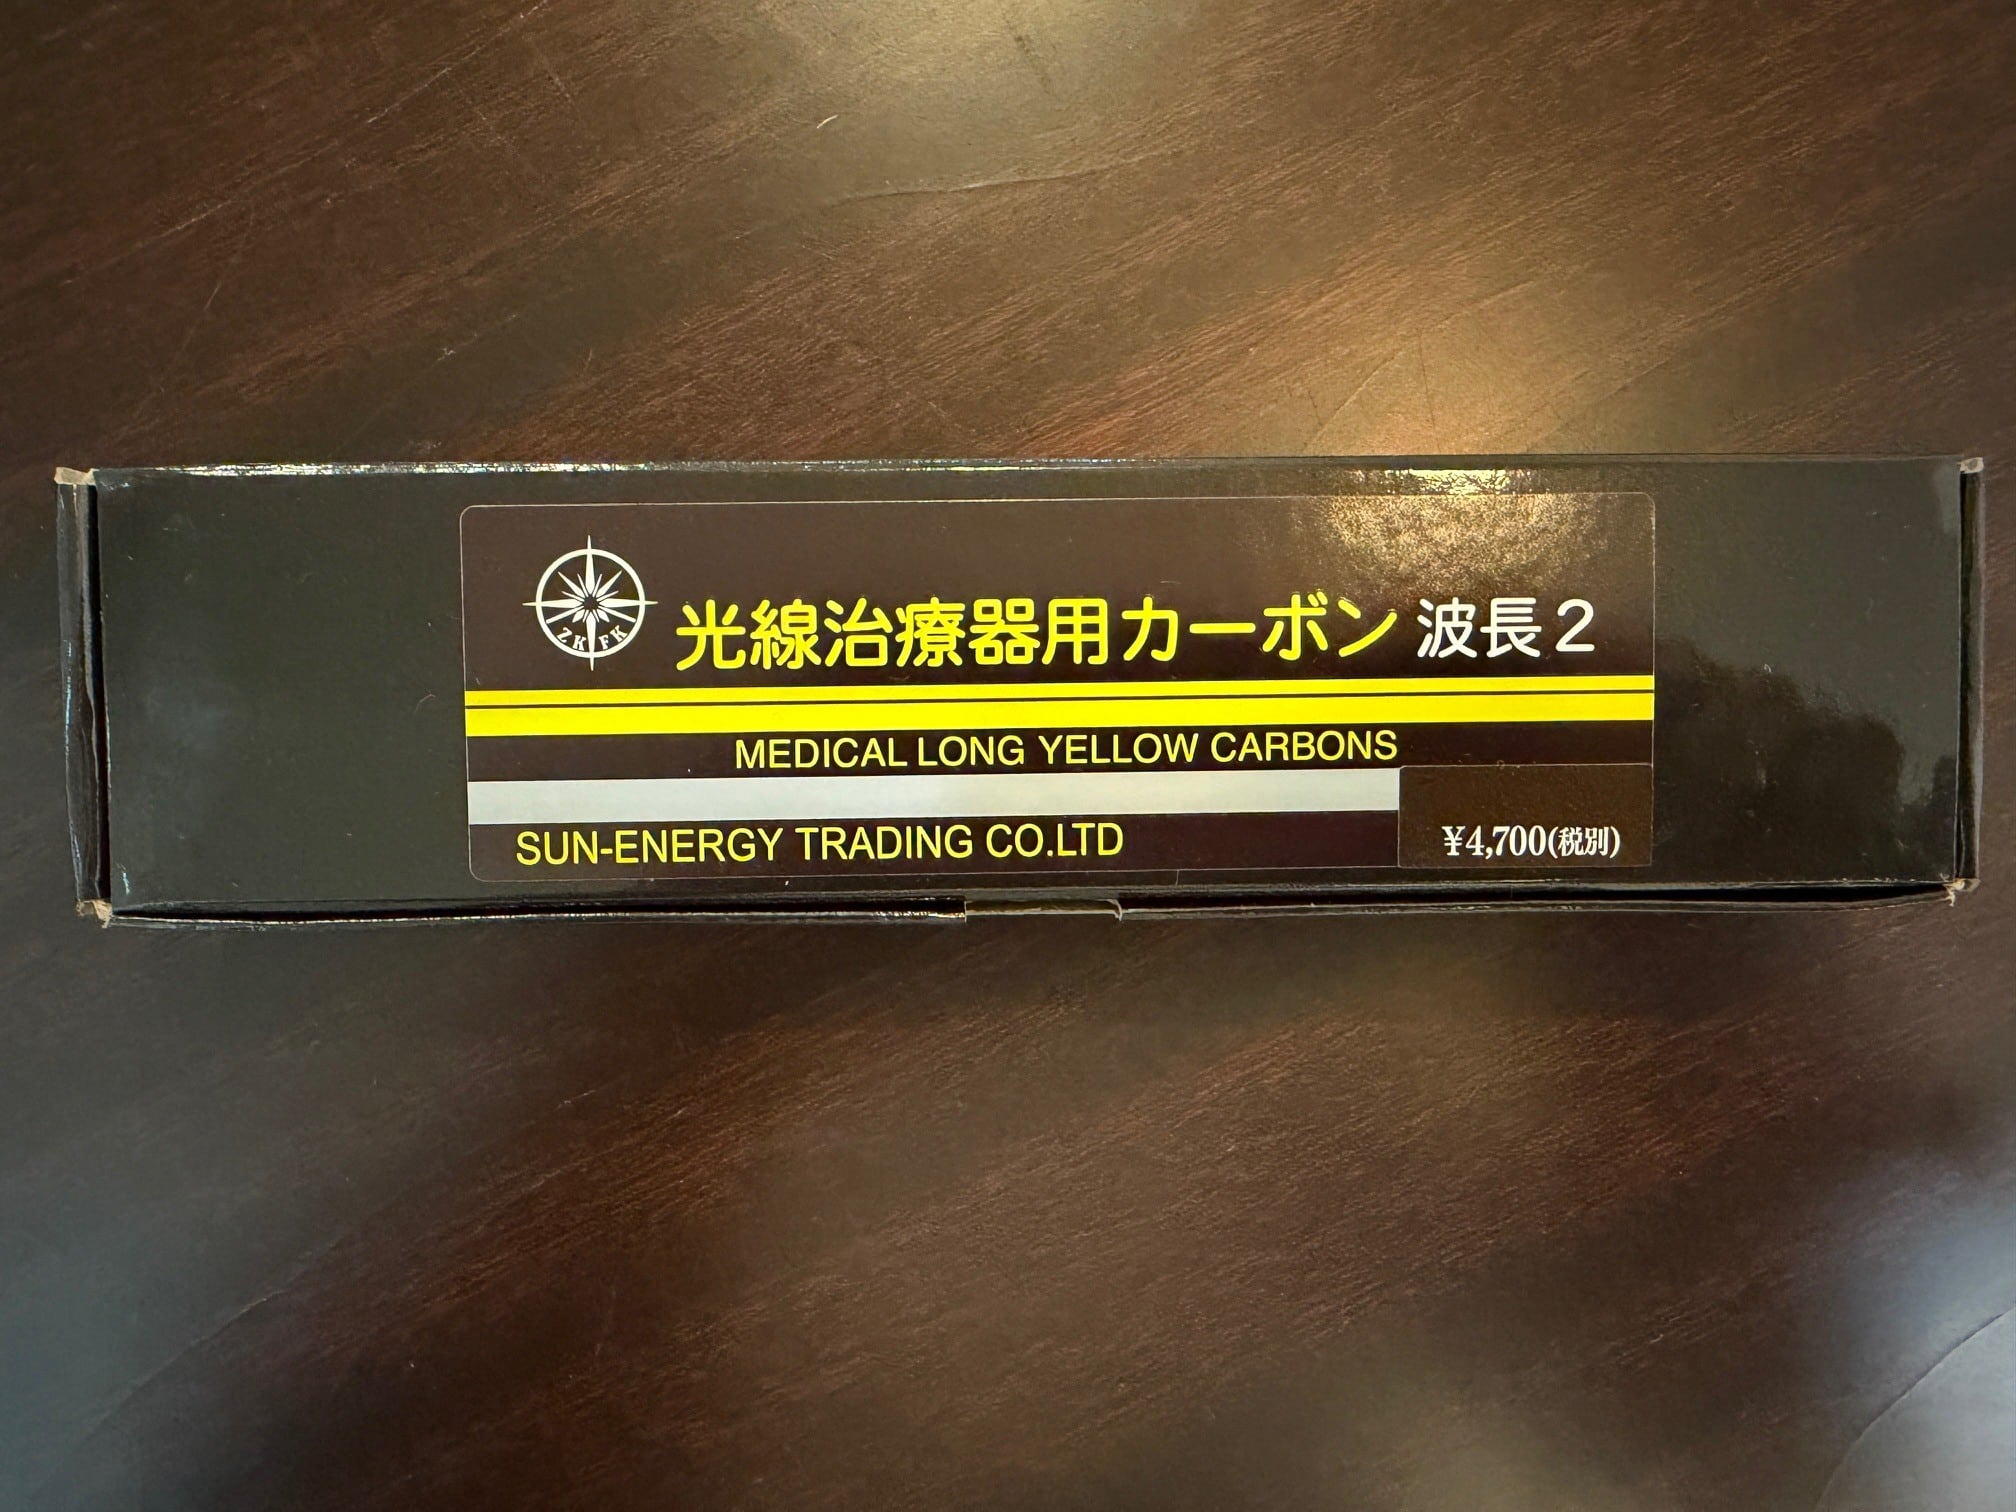 ZKFK
光線治療器用カーボン 波長2
MEDICAL LONG YELLOW CARBONS
SUN-ENERGY TRADING CO.LTD
¥4,700(税別)